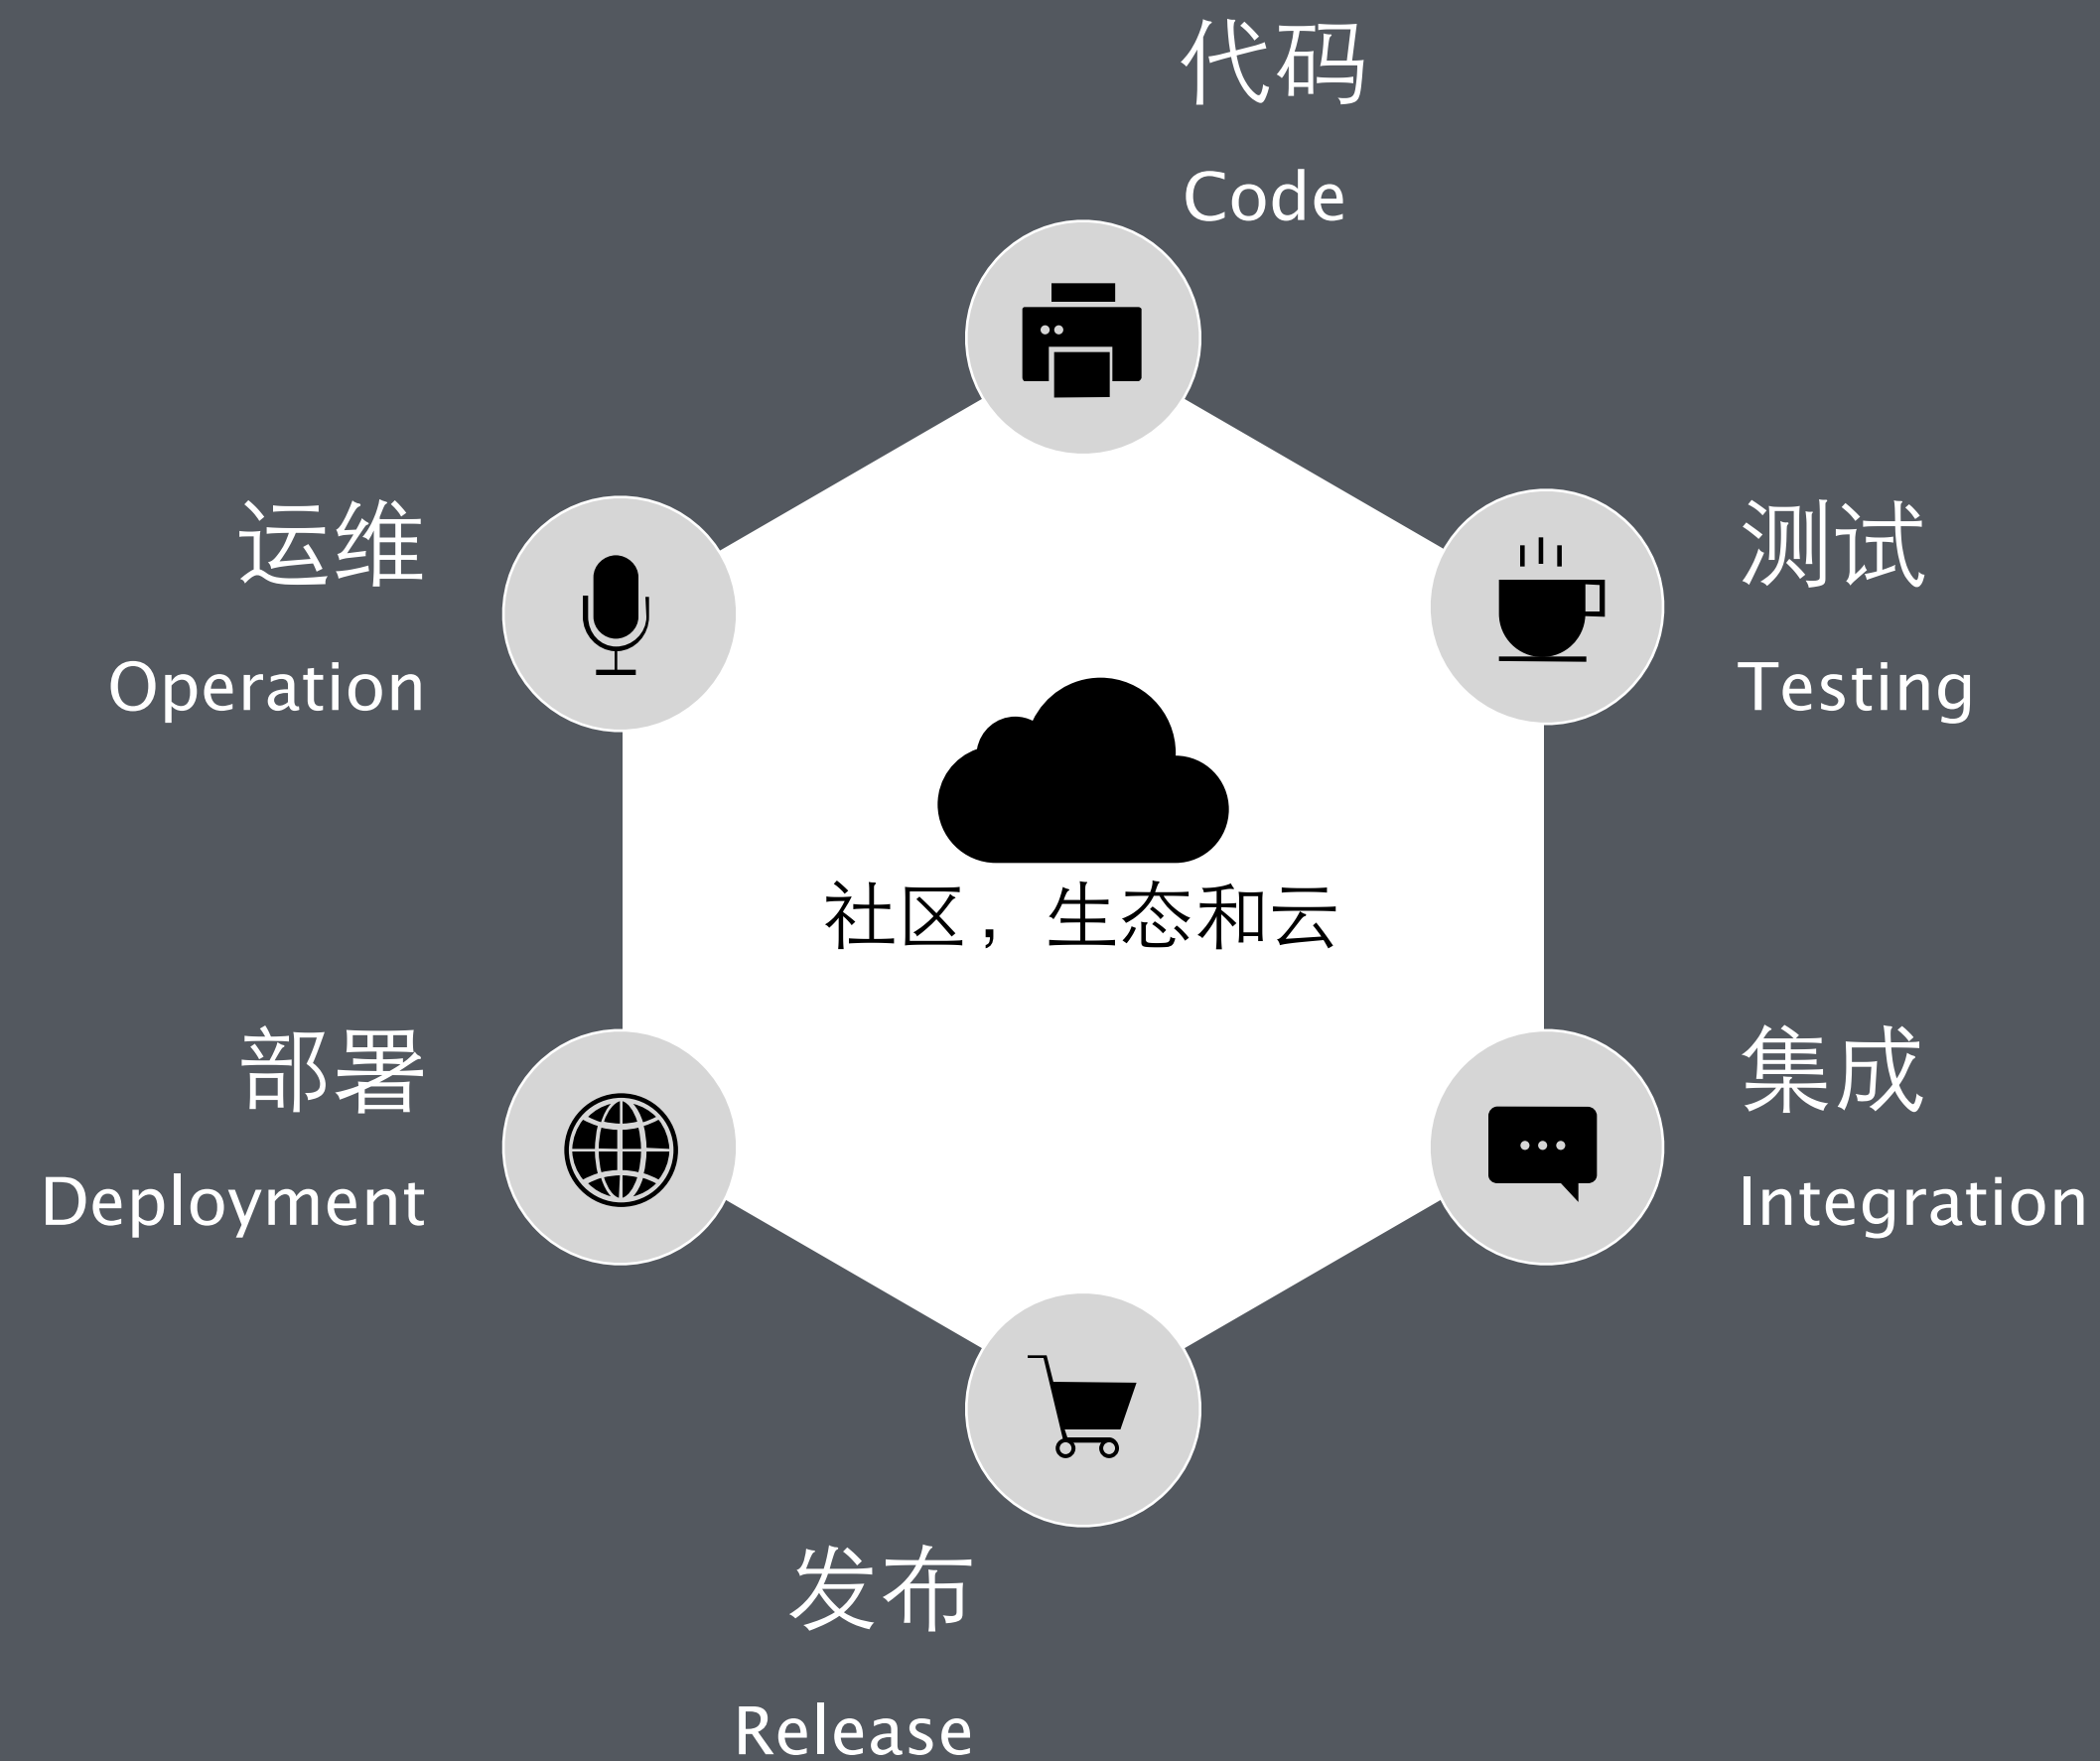 代码
Code
运维
Operation
测试
Testing
社区，生态和云
部署
Deployment
集成
Integration
发布
Release